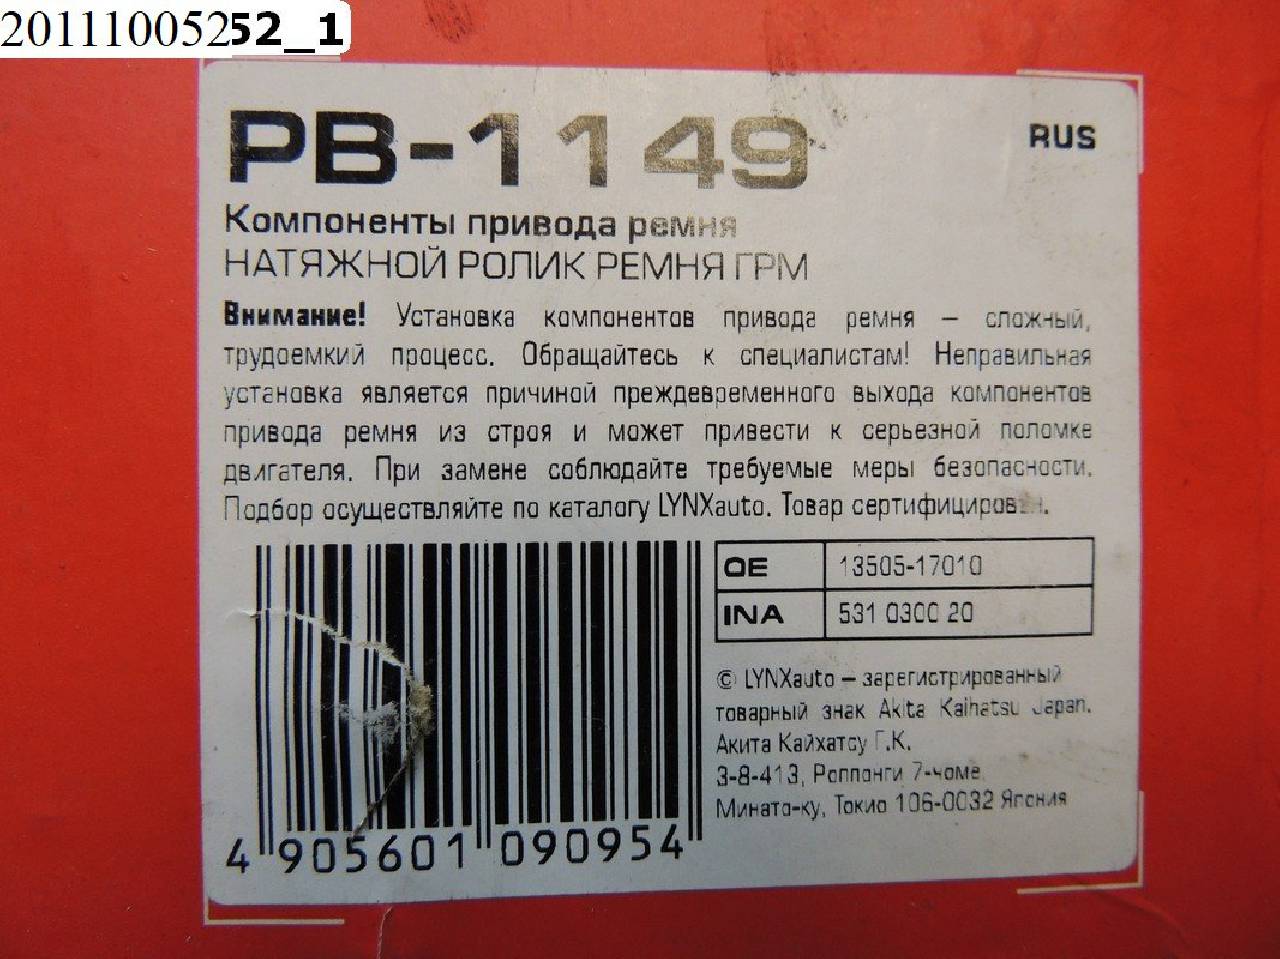 2011100525252_1
PB-1149
RUS
Компоненты привода ремня
НАТЯЖНОЙ РОЛИК РЕМНЯ ГРМ
Внимание! Установка компонентов привода ремня – сложный,
трудоемкий процесс. Обращайтесь к специалистам! Неправильная
установка является причиной преждевременного выхода компонентов
привода ремня из строя и может привести к серьезной поломке
двигателя. При замене соблюдайте требуемые меры безопасности.
Подбор осуществляйте по каталогу LYNXauto. Товар сертифицирован.
OE 13505-17010
INA 531 0300 20
© LYNXauto – зарегистрированный
товарный знак Akita Kaihatsu Japan.
Акита Кайхатсу Г.К.
3-8-413, Роппонги 7-чоме
Минато-ку, Токио 106-0032 Япония
4 905601 090954